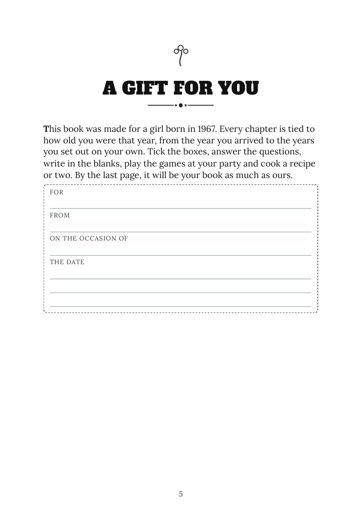 A GIFT FOR YOU
This book was made for a girl born in 1967. Every chapter is tied to
how old you were that year, from the year you arrived to the years
you set out on your own. Tick the boxes, answer the questions,
write in the blanks, play the games at your party and cook a recipe
or two. By the last page, it will be your book as much as ours.
FOR
FROM
ON THE OCCASION OF
THE DATE
5